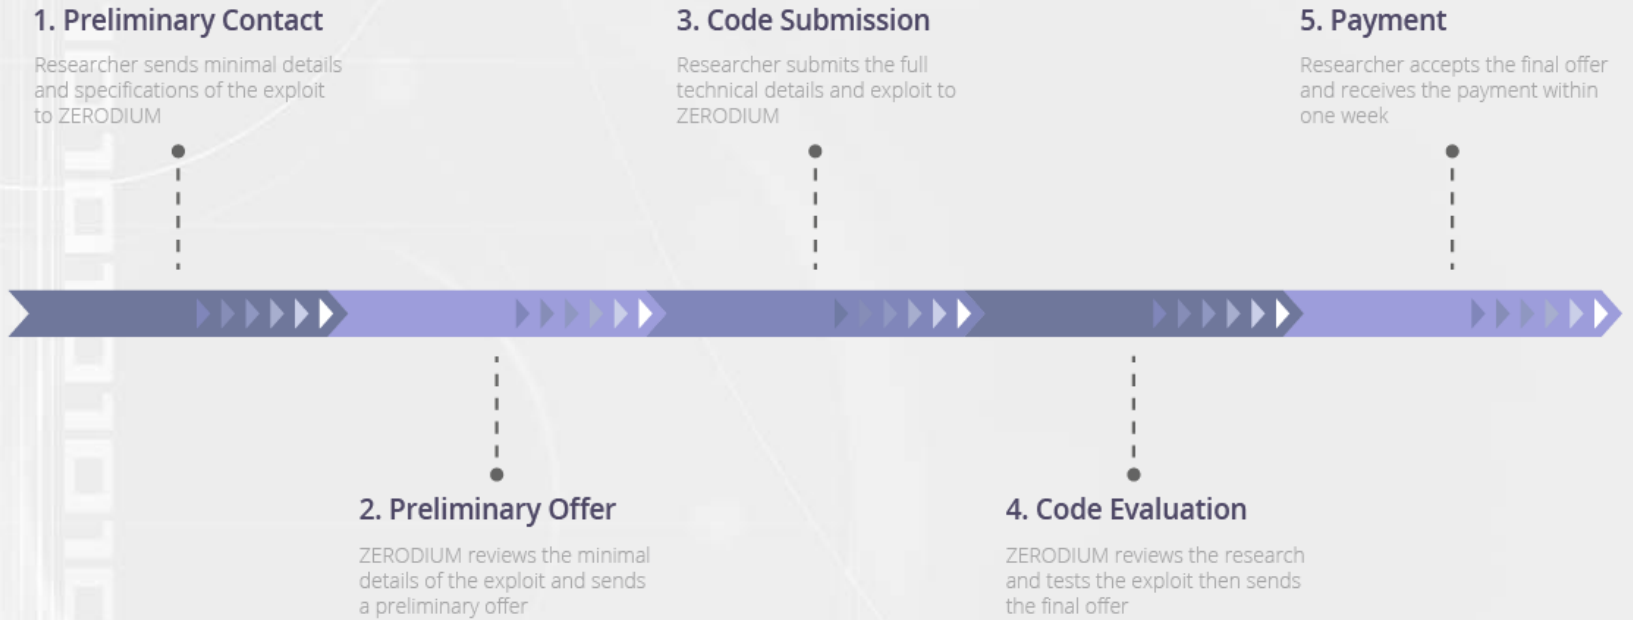 1. Preliminary Contact
Researcher sends minimal details
and specifications of the exploit
to ZERODIUM
2. Preliminary Offer
ZERODIUM reviews the minimal
details of the exploit and sends
a preliminary offer
3. Code Submission
Researcher submits the full
technical details and exploit to
ZERODIUM
4. Code Evaluation
ZERODIUM reviews the research
and tests the exploit then sends
the final offer
5. Payment
Researcher accepts the final offer
and receives the payment within
one week